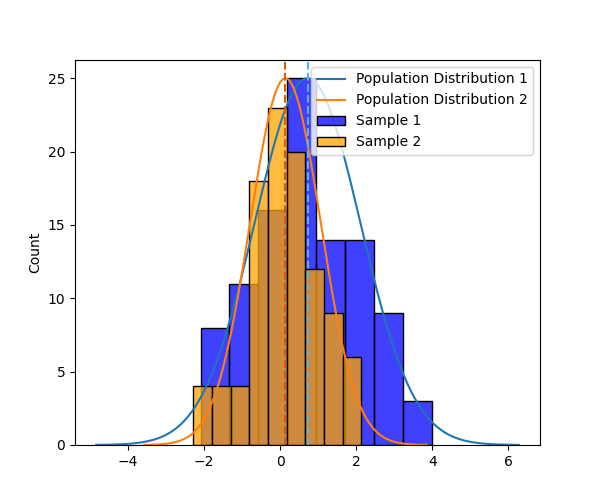 Population Distribution 1
Population Distribution 2
Sample 1
Sample 2
Count
25
20
15
10
5
0
−4 −2 0 2 4 6